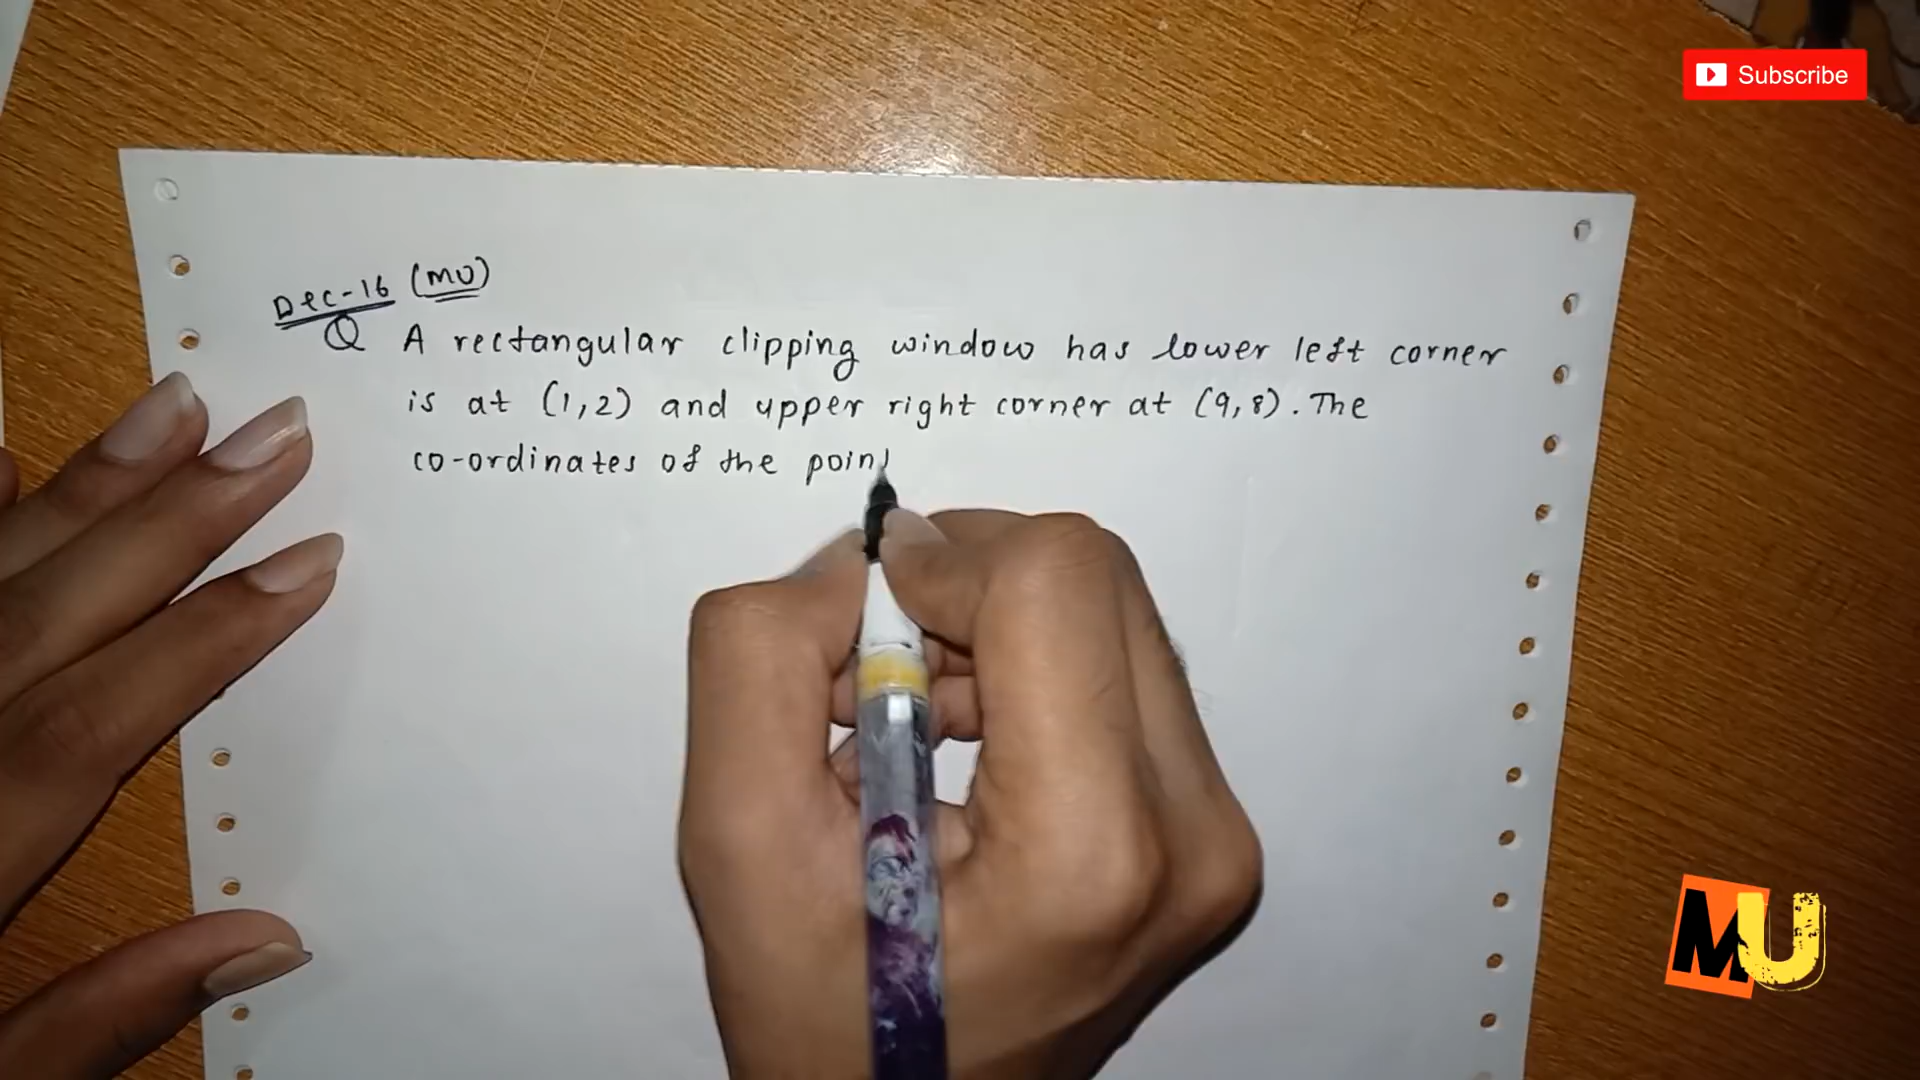 Subscribe
Dec-16 (MU)
Q A rectangular clipping window has lower left corner
is at (1,2) and upper right corner at (9,8). The
co-ordinates of the poin
MU